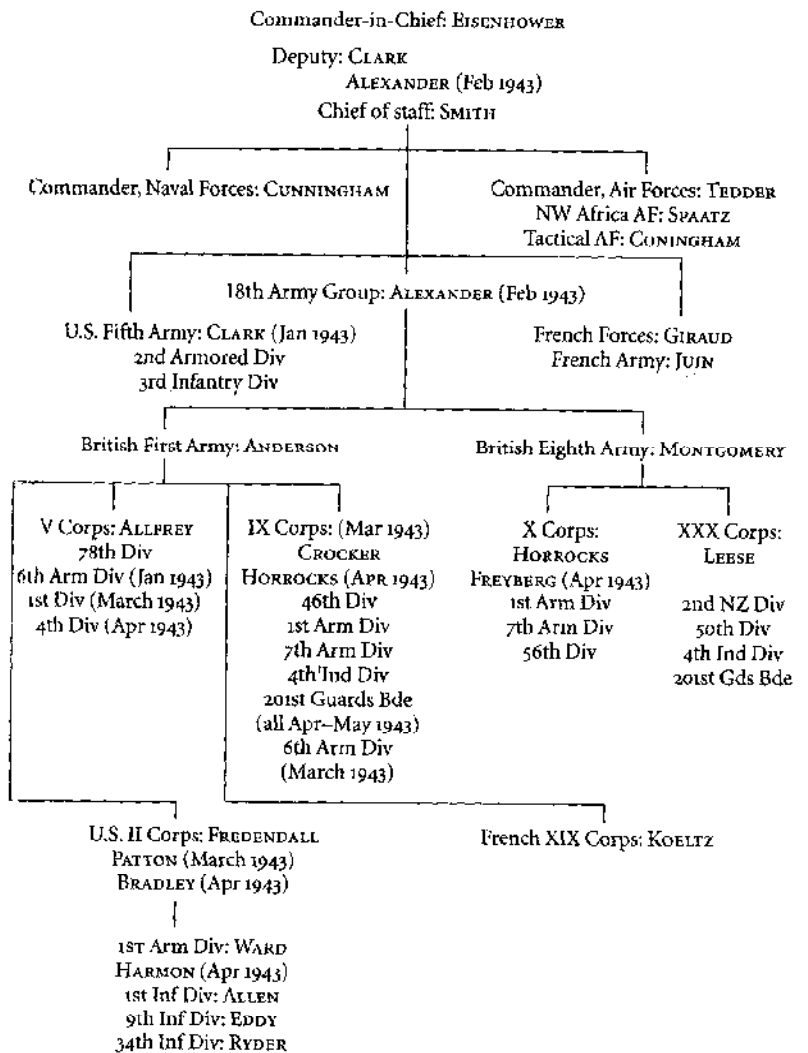 Commander-in-Chief: EISENHOWER
Deputy: CLARK
ALEXANDER (Feb 1943)
Chief of staff: SMITH
Commander, Naval Forces: CUNNINGHAM
Commander, Air Forces: TEDDER
NW Africa AF: SPAATZ
Tactical AF: CONINGHAM
18th Army Group: ALEXANDER (Feb 1943)
U.S. Fifth Army: CLARK (Jan 1943)
2nd Armored Div
3rd Infantry Div
French Forces: GIRAUD
French Army: JUIN
British First Army: ANDERSON
British Eighth Army: MONTGOMERY
V Corps: ALLFREY
78th Div
6th Arm Div (Jan 1943)
1st Div (March 1943)
4th Div (Apr 1943)
IX Corps: (Mar 1943)
CROCKER
HORROCKS (APR 1943)
46th Div
1st Arm Div
7th Arm Div
4th Ind Div
201st Guards Bde
(all Apr–May 1943)
6th Arm Div
(March 1943)
X Corps:
HORROCKS
FREYBERG (Apr 1943)
1st Arm Div
7th Arm Div
56th Div
XXX Corps:
LEESE
2nd NZ Div
50th Div
4th Ind Div
201st Gds Bde
U.S. II Corps: FREDENDALL
PATTON (March 1943)
BRADLEY (Apr 1943)
French XIX Corps: KOELTZ
1ST Arm Div: WARD
HARMON (Apr 1943)
1st Inf Div: ALLEN
9th Inf Div: EDDY
34th Inf Div: RYDER